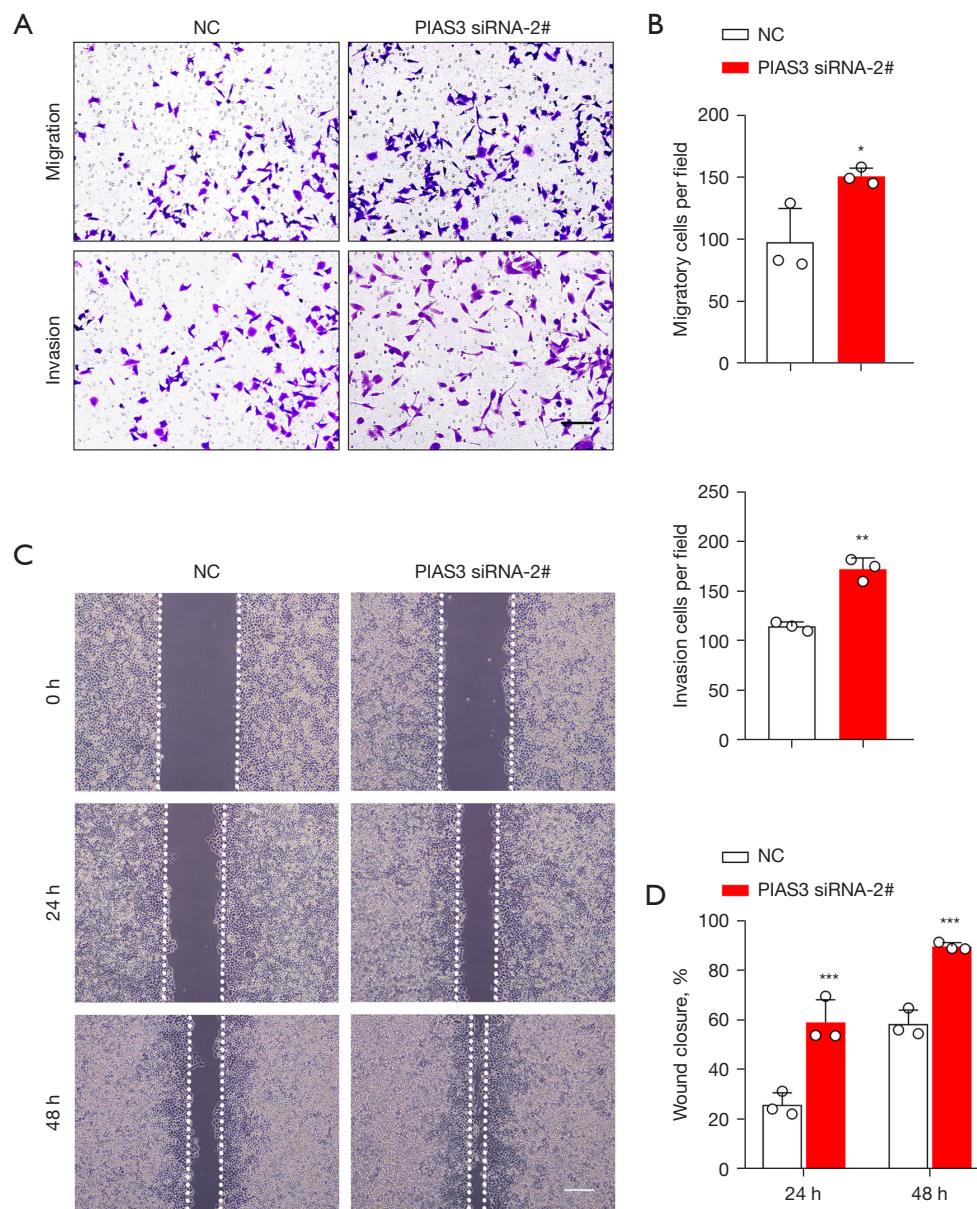 A
NC
PIAS3 siRNA-2#
Migration
Invasion
B
NC
PIAS3 siRNA-2#
Migratory cells per field
200
150
100
50
0
*
Invasion cells per field
250
200
150
100
50
0
**
C
NC
PIAS3 siRNA-2#
0 h
24 h
48 h
D
NC
PIAS3 siRNA-2#
Wound closure, %
100
80
60
40
20
0
***
***
24 h
48 h